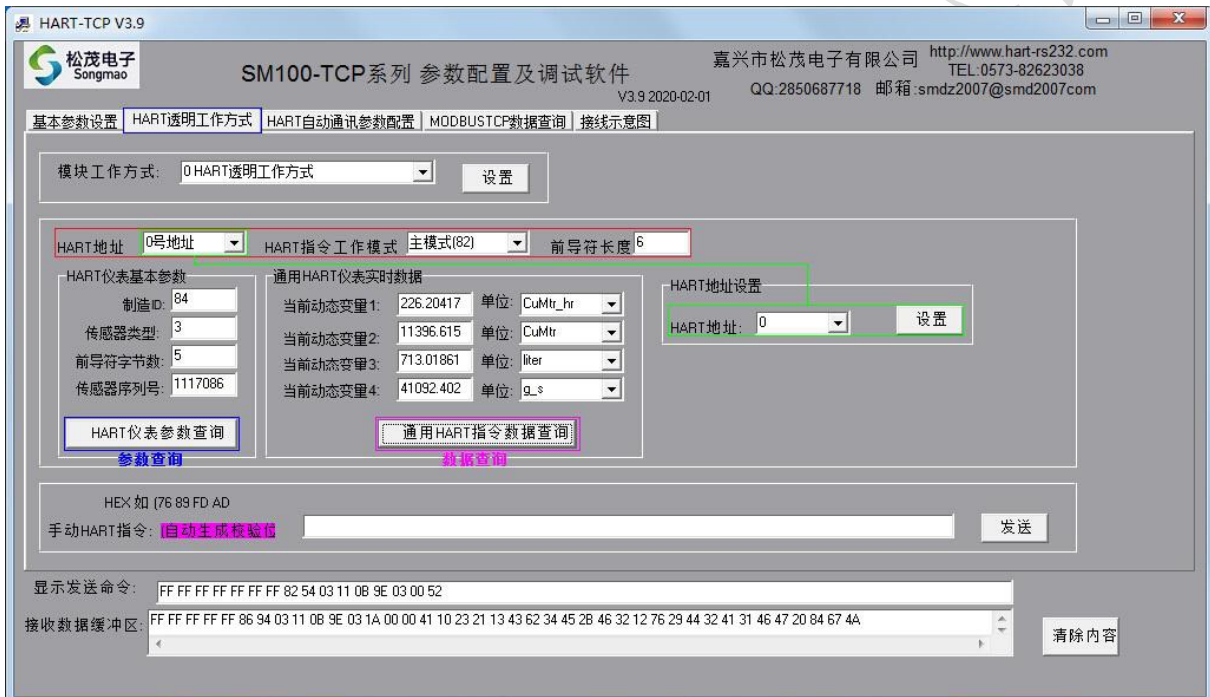 HART-TCP V3.9
松茂电子
Songmao
SM100-TCP系列 参数配置及调试软件
V3.9 2020-02-01
嘉兴市松茂电子有限公司
http://www.hart-rs232.com
TEL:0573-82623038
QQ:2850687718 邮箱:smdz2007@smd2007com
基本参数设置 HART透明工作方式 HART自动通讯参数配置 MODBUSTCP数据查询 接线示意图
模块工作方式: 0 HART透明工作方式 设置
HART地址 0号地址 HART指令工作模式 主模式(82) 前导符长度 6
HART仪表基本参数
制造ID: 84
传感器类型: 3
前导符字节数: 5
传感器序列号: 1117086
HART仪表参数查询
参数查询
通用HART仪表实时数据
当前动态变量1: 226.20417 单位: CuMtr_hr
当前动态变量2: 11396.615 单位: CuMtr
当前动态变量3: 713.01861 单位: liter
当前动态变量4: 41092.402 单位: g_s
通用HART指令数据查询
数据查询
HART地址设置
HART地址: 0 设置
HEX 如 (76 89 FD AD
手动HART指令: (自动生成校验位 发送
显示发送命令: FF FF FF FF FF FF FF FF 82 54 03 11 0B 9E 03 00 52
接收数据缓冲区: FF FF FF FF FF 86 94 03 11 0B 9E 03 1A 00 00 41 10 23 21 13 43 62 34 45 2B 46 32 12 76 29 44 32 41 31 46 47 20 84 67 4A
清除内容